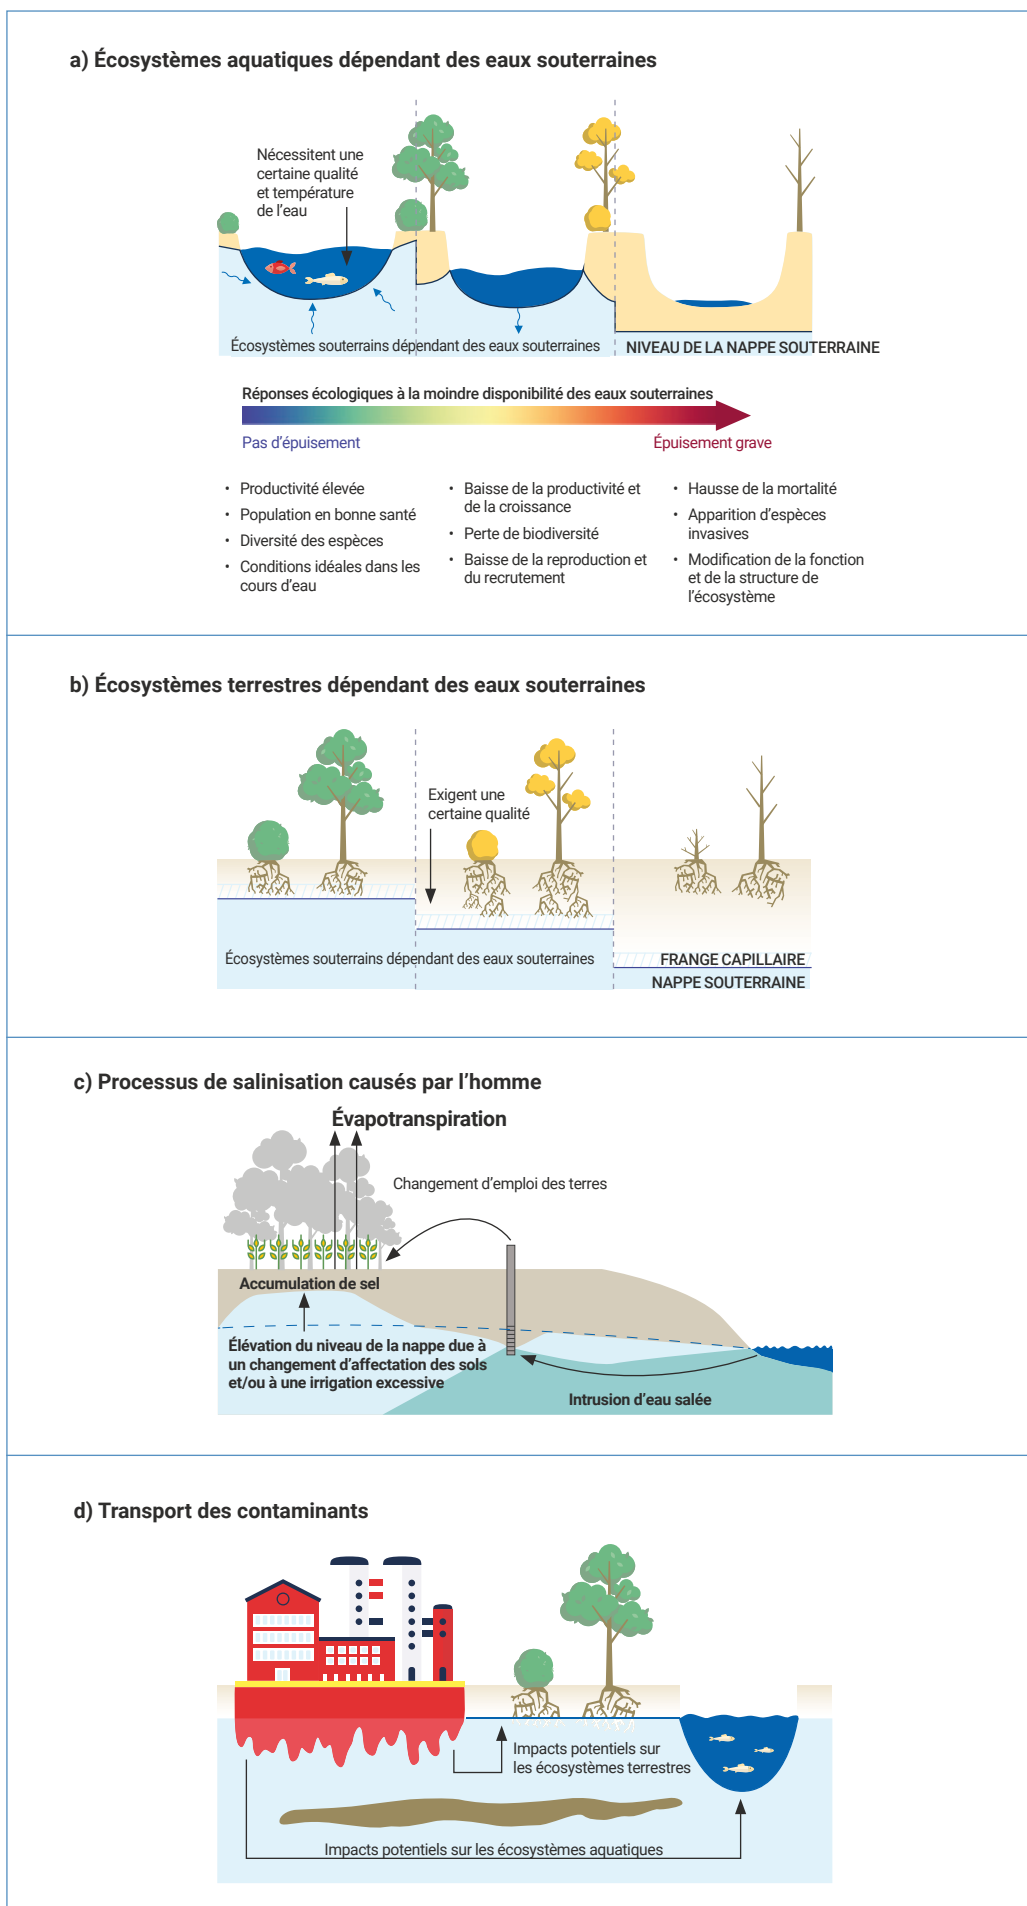 a) Écosystèmes aquatiques dépendant des eaux souterraines
Nécessitent une
certaine qualité
et température
de l’eau
Écosystèmes souterrains dépendant des eaux souterraines
NIVEAU DE LA NAPPE SOUTERRAINE
Réponses écologiques à la moindre disponibilité des eaux souterraines
Pas d’épuisement
Épuisement grave
• Productivité élevée
• Population en bonne santé
• Diversité des espèces
• Conditions idéales dans les
cours d’eau
• Baisse de la productivité et
de la croissance
• Perte de biodiversité
• Baisse de la reproduction et
du recrutement
• Hausse de la mortalité
• Apparition d’espèces
invasives
• Modification de la fonction
et de la structure de
l’écosystème
b) Écosystèmes terrestres dépendant des eaux souterraines
Exigent une
certaine qualité
Écosystèmes souterrains dépendant des eaux souterraines
FRANGE CAPILLAIRE
NAPPE SOUTERRAINE
c) Processus de salinisation causés par l’homme
Évapotranspiration
Changement d’emploi des terres
Accumulation de sel
Élévation du niveau de la nappe due à
un changement d’affectation des sols
et/ou à une irrigation excessive
Intrusion d’eau salée
d) Transport des contaminants
Impacts potentiels sur
les écosystèmes terrestres
Impacts potentiels sur les écosystèmes aquatiques